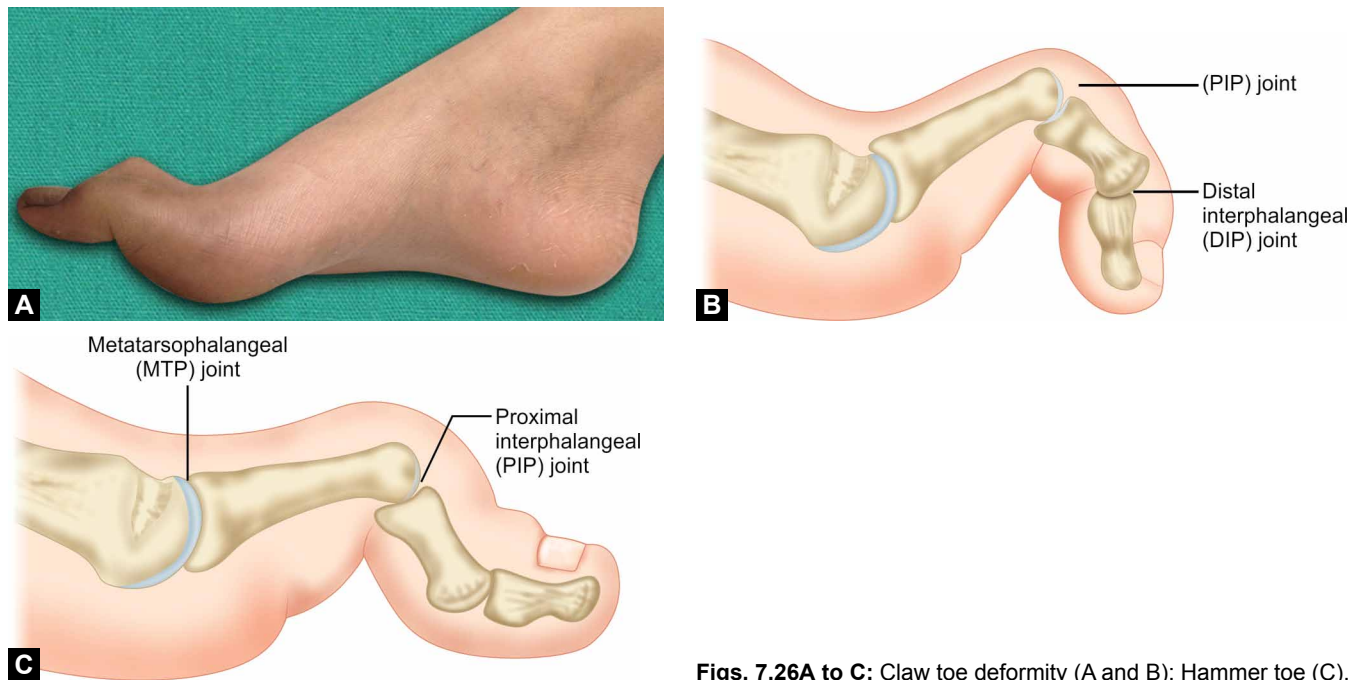 A
(PIP) joint
Distal
interphalangeal
(DIP) joint
B
Metatarsophalangeal
(MTP) joint
Proximal
interphalangeal
(PIP) joint
C
Figs. 7.26A to C: Claw toe deformity (A and B); Hammer toe (C).